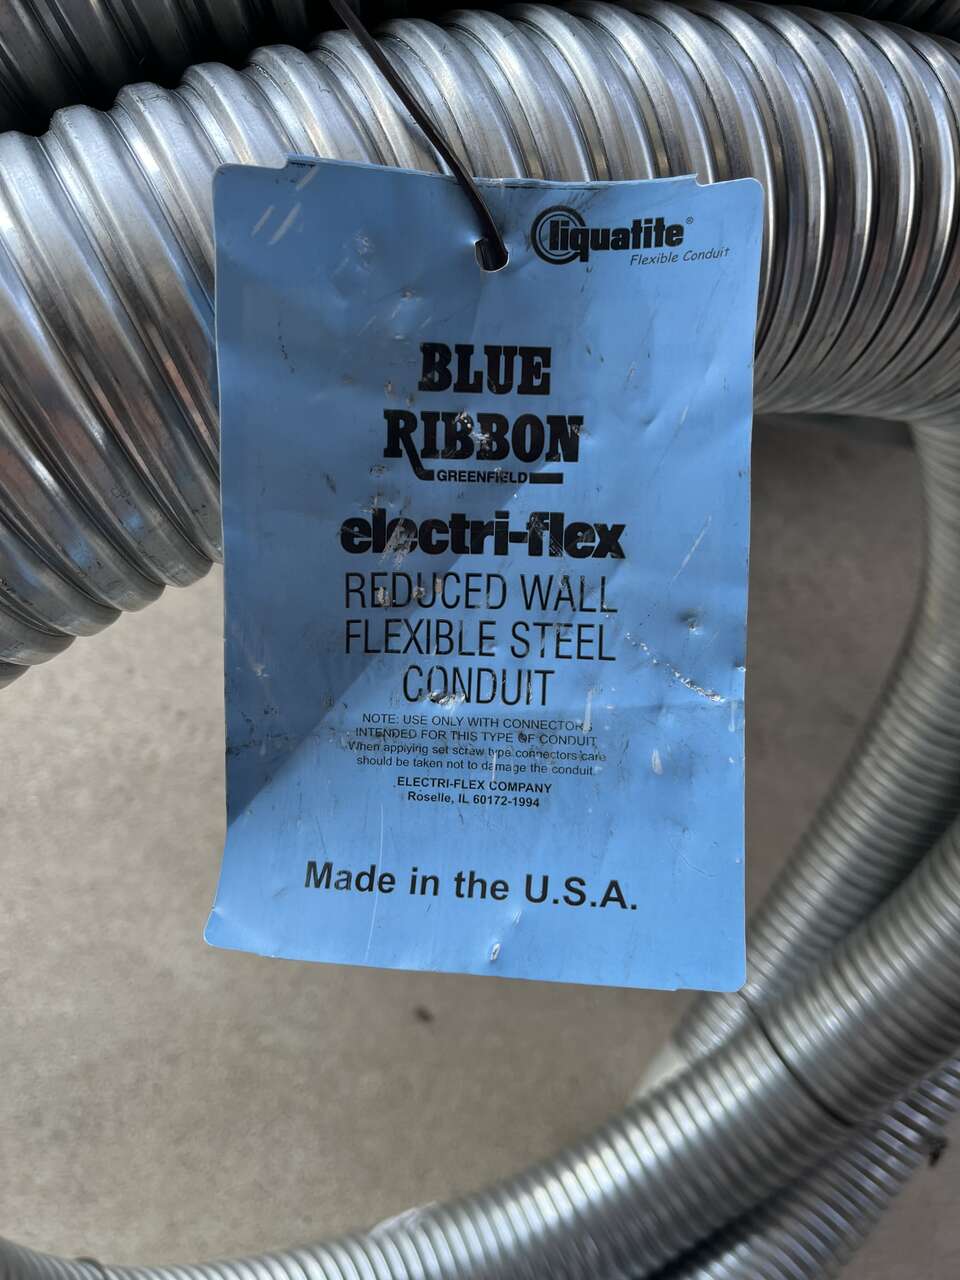 liquatite®
Flexible Conduit
BLUE
RIBBON
GREENFIELD
electri-flex
REDUCED WALL
FLEXIBLE STEEL
CONDUIT
NOTE: USE ONLY WITH CONNECTORS
INTENDED FOR THIS TYPE OF CONDUIT
When applying set screw type connectors care
should be taken not to damage the conduit.
ELECTRI-FLEX COMPANY
Roselle, IL 60172-1994
Made in the U.S.A.